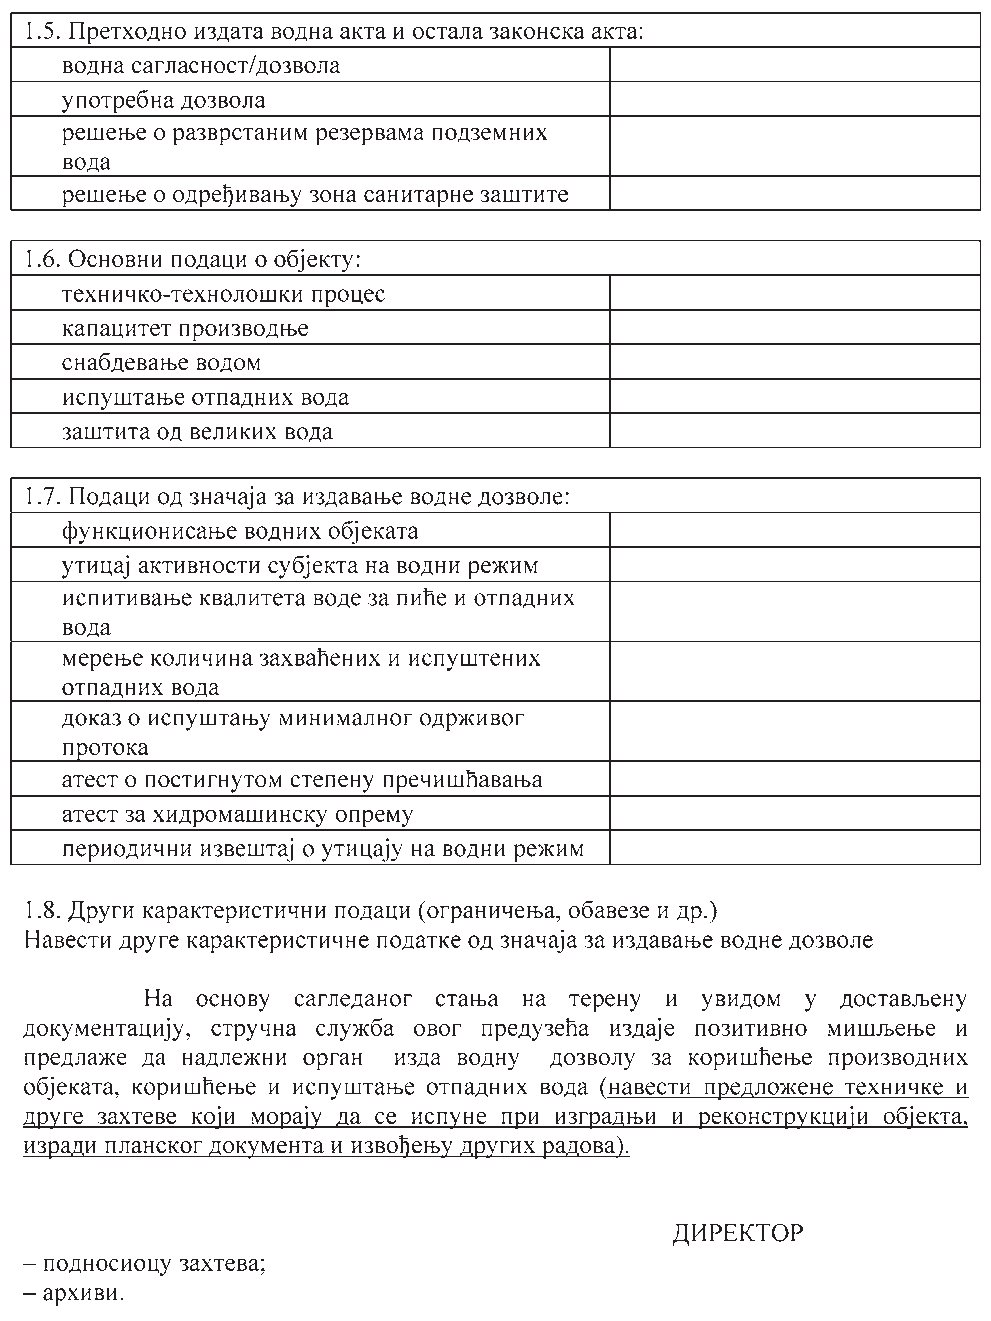 1.5. Претходно издата водна акта и остала законска акта:
водна сагласност/дозвола
употребна дозвола
решење о разврстаним резервама подземних
вода
решење о одређивању зона санитарне заштите
1.6. Основни подаци о објекту:
техничко-технолошки процес
капацитет производње
снабдевање водом
испуштање отпадних вода
заштита од великих вода
1.7. Подаци од значаја за издавање водне дозволе:
функционисање водних објеката
утицај активности субјекта на водни режим
испитивање квалитета воде за пиће и отпадних
вода
мерење количина захваћених и испуштених
отпадних вода
доказ о испуштању минималног одрживог
протока
атест о постигнутом степену пречишћавања
атест за хидромашинску опрему
периодични извештај о утицају на водни режим
1.8. Други карактеристични подаци (ограничења, обавезе и др.)
Навести друге карактеристичне податке од значаја за издавање водне дозволе
На основу сагледаног стања на терену и увидом у достављену
документацију, стручна служба овог предузећа издаје позитивно мишљење и
предлаже да надлежни орган изда водну дозволу за коришћење производних
објеката, коришћење и испуштање отпадних вода (навести предложене техничке и
друге захтеве који морају да се испуне при изградњи и реконструкцији објекта,
изради планског документа и извођењу других радова).
ДИРЕКТОР
– подносиоцу захтева;
– архиви.